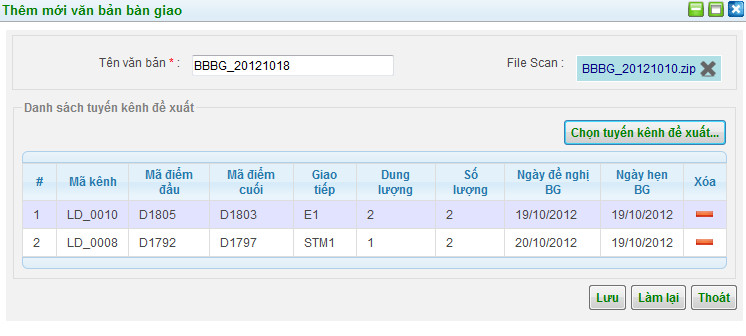 Thêm mới văn bản bàn giao
Tên văn bản * : BBBG_20121018 File Scan : BBBG_20121010.zip
Danh sách tuyến kênh đề xuất
Chọn tuyến kênh đề xuất...
# Mã kênh Mã điểm đầu Mã điểm cuối Giao tiếp Dung lượng Số lượng Ngày đề nghị BG Ngày hẹn BG Xóa
1 LD_0010 D1805 D1803 E1 2 2 19/10/2012 19/10/2012
2 LD_0008 D1792 D1797 STM1 1 2 20/10/2012 19/10/2012
Lưu Làm lại Thoát